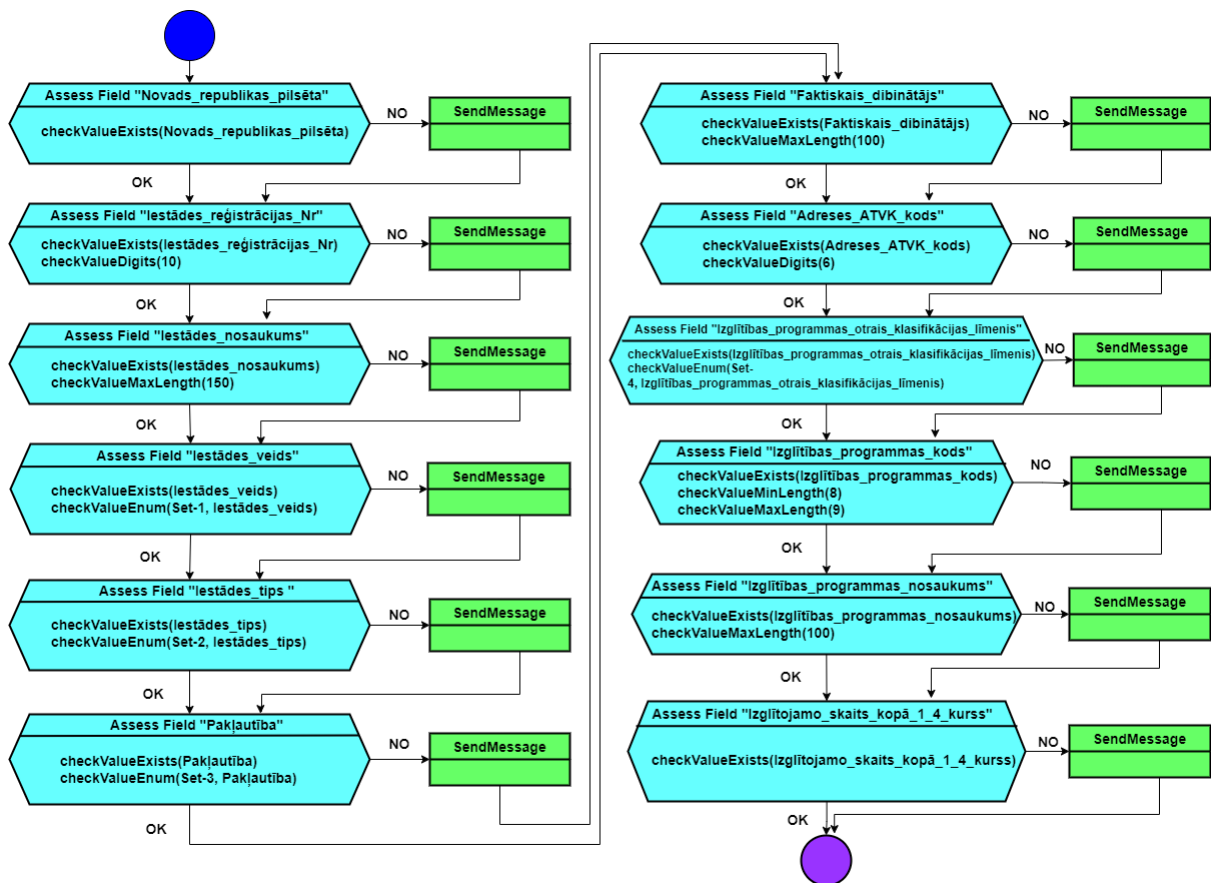 Assess Field "Novads_republikas_pilsēta"
checkValueExists(Novads_republikas_pilsēta)
NO
SendMessage
OK
Assess Field "Iestādes_reģistrācijas_Nr"
checkValueExists(Iestādes_reģistrācijas_Nr)
checkValueDigits(10)
NO
SendMessage
OK
Assess Field "Iestādes_nosaukums"
checkValueExists(Iestādes_nosaukums)
checkValueMaxLength(150)
NO
SendMessage
OK
Assess Field "Iestādes_veids"
checkValueExists(Iestādes_veids)
checkValueEnum(Set-1, Iestādes_veids)
NO
SendMessage
OK
Assess Field "Iestādes_tips "
checkValueExists(Iestādes_tips)
checkValueEnum(Set-2, Iestādes_tips)
NO
SendMessage
OK
Assess Field "Pakļautība"
checkValueExists(Pakļautība)
checkValueEnum(Set-3, Pakļautība)
NO
SendMessage
OK
Assess Field "Faktiskais_dibinātājs"
checkValueExists(Faktiskais_dibinātājs)
checkValueMaxLength(100)
NO
SendMessage
OK
Assess Field "Adreses_ATVK_kods"
checkValueExists(Adreses_ATVK_kods)
checkValueDigits(6)
NO
SendMessage
OK
Assess Field "Izglītības_programmas_otrais_klasifikācijas_līmenis"
checkValueExists(Izglītības_programmas_otrais_klasifikācijas_līmenis)
checkValueEnum(Set-
4, Izglītības_programmas_otrais_klasifikācijas_līmenis)
NO
SendMessage
OK
Assess Field "Izglītības_programmas_kods"
checkValueExists(Izglītības_programmas_kods)
checkValueMinLength(8)
checkValueMaxLength(9)
NO
SendMessage
OK
Assess Field "Izglītības_programmas_nosaukums"
checkValueExists(Izglītības_programmas_nosaukums)
checkValueMaxLength(100)
NO
SendMessage
OK
Assess Field "Izglītojamo_skaits_kopā_1_4_kurss"
checkValueExists(Izglītojamo_skaits_kopā_1_4_kurss)
NO
SendMessage
OK